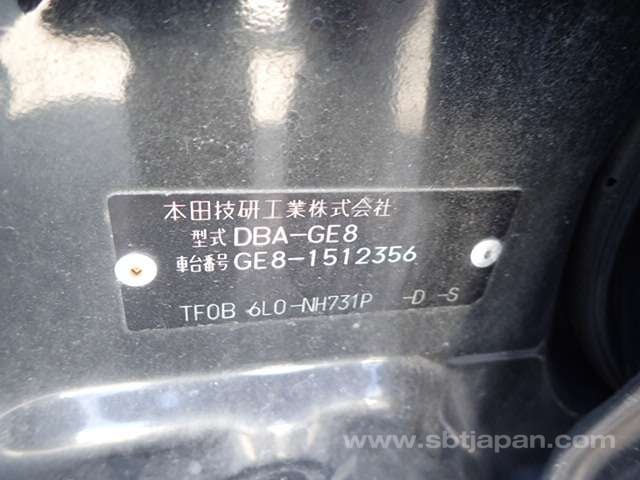 本田技研工業株式会社
型式 DBA-GE8
車台番号 GE8-1512356
TF0B 6L0-NH731P -D -S
www.sbtjapan.com